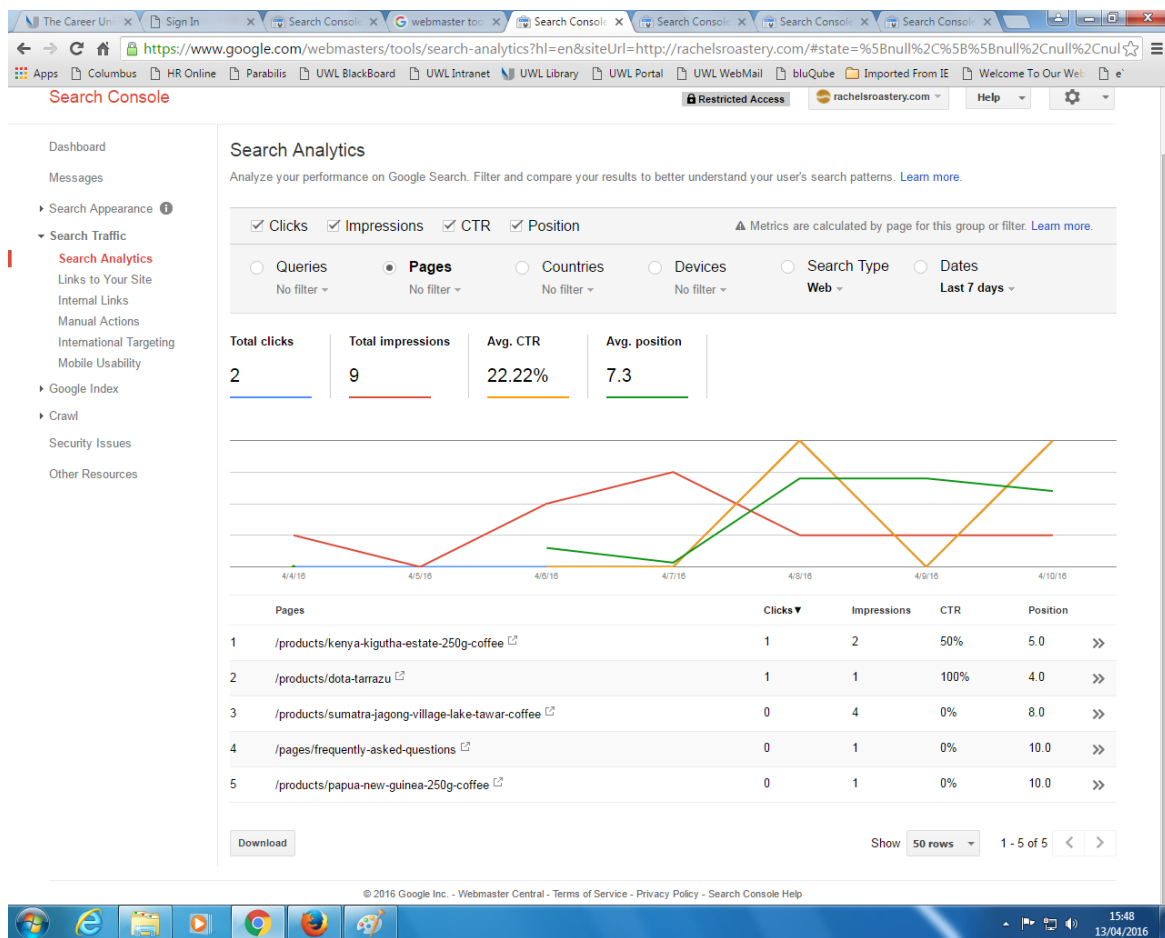 The Career Uni
Sign In
Search Console
webmaster too
Search Console
Search Console
Search Console
Search Console
https://www.google.com/webmasters/tools/search-analytics?hl=en&siteUrl=http://rachelsroastery.com/#state=%5Bnull%2C%5B%5Bnull%2Cnull%2Cnul
Apps Columbus HR Online Parabilis UWL BlackBoard UWL Intranet UWL Library UWL Portal UWL WebMail bluQube Imported From IE Welcome To Our Web e`
Search Console
Restricted Access
rachelsroastery.com
Help
Dashboard
Messages
Search Appearance
Search Traffic
Search Analytics
Links to Your Site
Internal Links
Manual Actions
International Targeting
Mobile Usability
Google Index
Crawl
Security Issues
Other Resources
Search Analytics
Analyze your performance on Google Search. Filter and compare your results to better understand your user's search patterns. Learn more.
Clicks Impressions CTR Position
Metrics are calculated by page for this group or filter. Learn more.
Queries Pages Countries Devices Search Type Dates
No filter No filter No filter No filter Web Last 7 days
Total clicks Total impressions Avg. CTR Avg. position
2 9 22.22% 7.3
4/4/16 4/5/16 4/6/16 4/7/16 4/8/16 4/9/16 4/10/16
Pages Clicks▼ Impressions CTR Position
1 /products/kenya-kigutha-estate-250g-coffee 1 2 50% 5.0 »
2 /products/dota-tarrazu 1 1 100% 4.0 »
3 /products/sumatra-jagong-village-lake-tawar-coffee 0 4 0% 8.0 »
4 /pages/frequently-asked-questions 0 1 0% 10.0 »
5 /products/papua-new-guinea-250g-coffee 0 1 0% 10.0 »
Download
Show 50 rows 1 - 5 of 5
© 2016 Google Inc. - Webmaster Central - Terms of Service - Privacy Policy - Search Console Help
15:48
13/04/2016